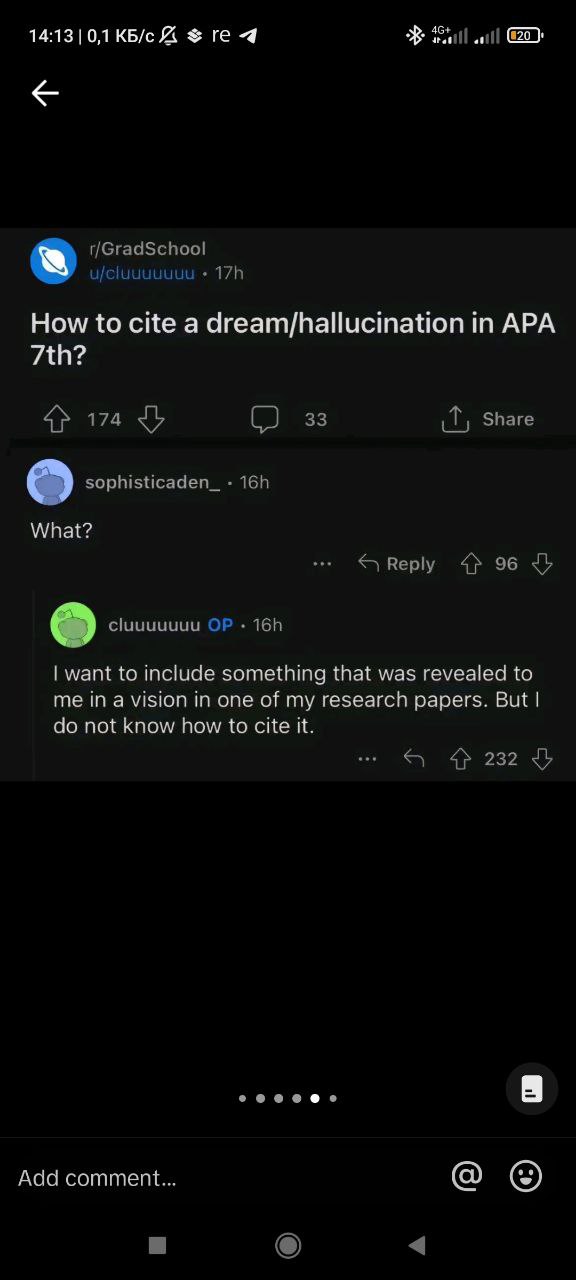 14:13 | 0,1 КБ/с re 4G+ 20
r/GradSchool
u/cluuuuuuu • 17h
How to cite a dream/hallucination in APA
7th?
174 33 Share
sophisticaden_ • 16h
What?
... Reply 96
cluuuuuuu OP • 16h
I want to include something that was revealed to
me in a vision in one of my research papers. But I
do not know how to cite it.
... 232
Add comment... @